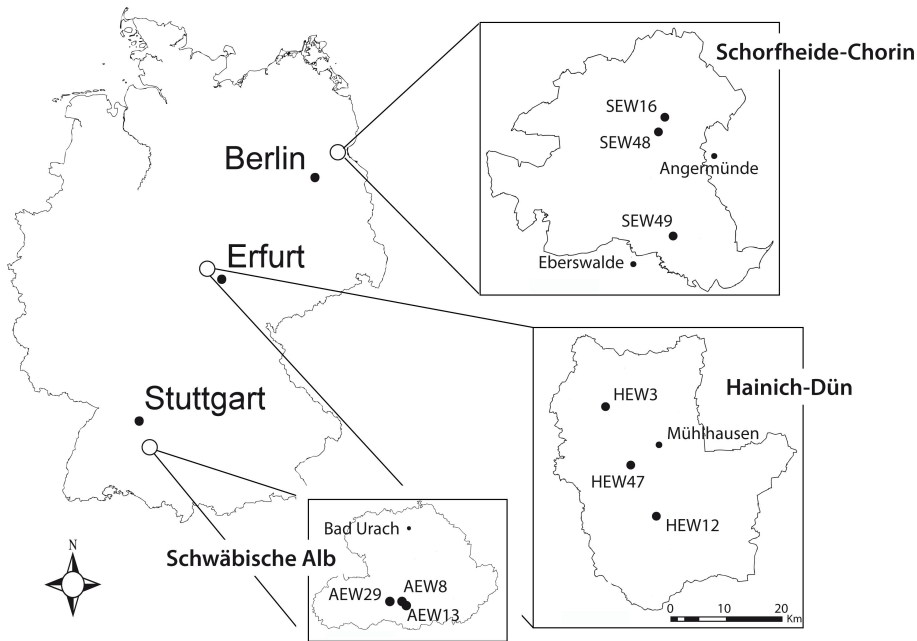 Schorfheide-Chorin
SEW16
SEW48
Angermünde
SEW49
Eberswalde
Berlin
Erfurt
Stuttgart
Hainich-Dün
HEW3
Mühlhausen
HEW47
HEW12
0 10 20
Km
Schwäbische Alb
Bad Urach
AEW29
AEW8
AEW13
N